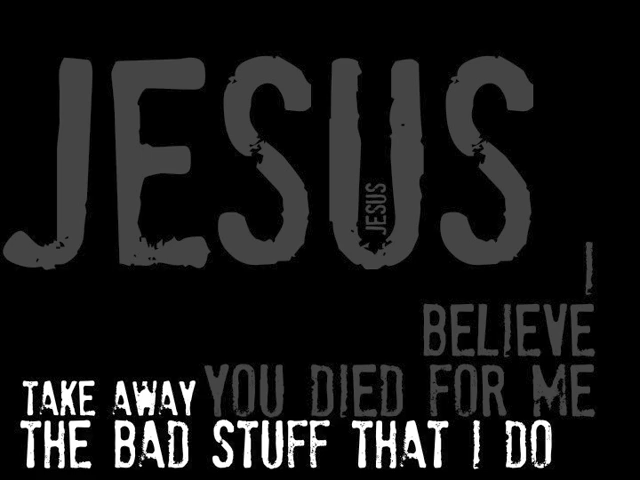 JESUS
JESUS
I
BELIEVE
YOU DIED FOR ME
TAKE AWAY
THE BAD STUFF THAT I DO